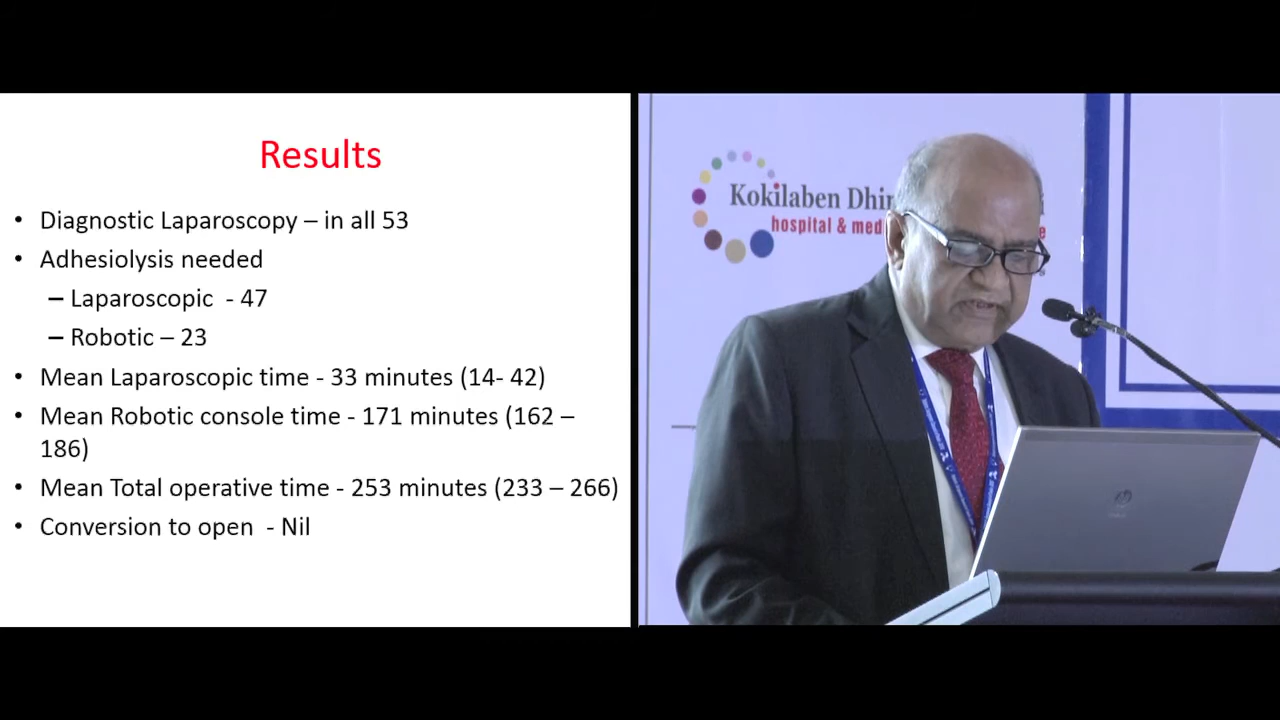 Results
• Diagnostic Laparoscopy – in all 53
• Adhesiolysis needed
– Laparoscopic - 47
– Robotic – 23
• Mean Laparoscopic time - 33 minutes (14- 42)
• Mean Robotic console time - 171 minutes (162 –
186)
• Mean Total operative time - 253 minutes (233 – 266)
• Conversion to open - Nil
Kokilaben
hospital &